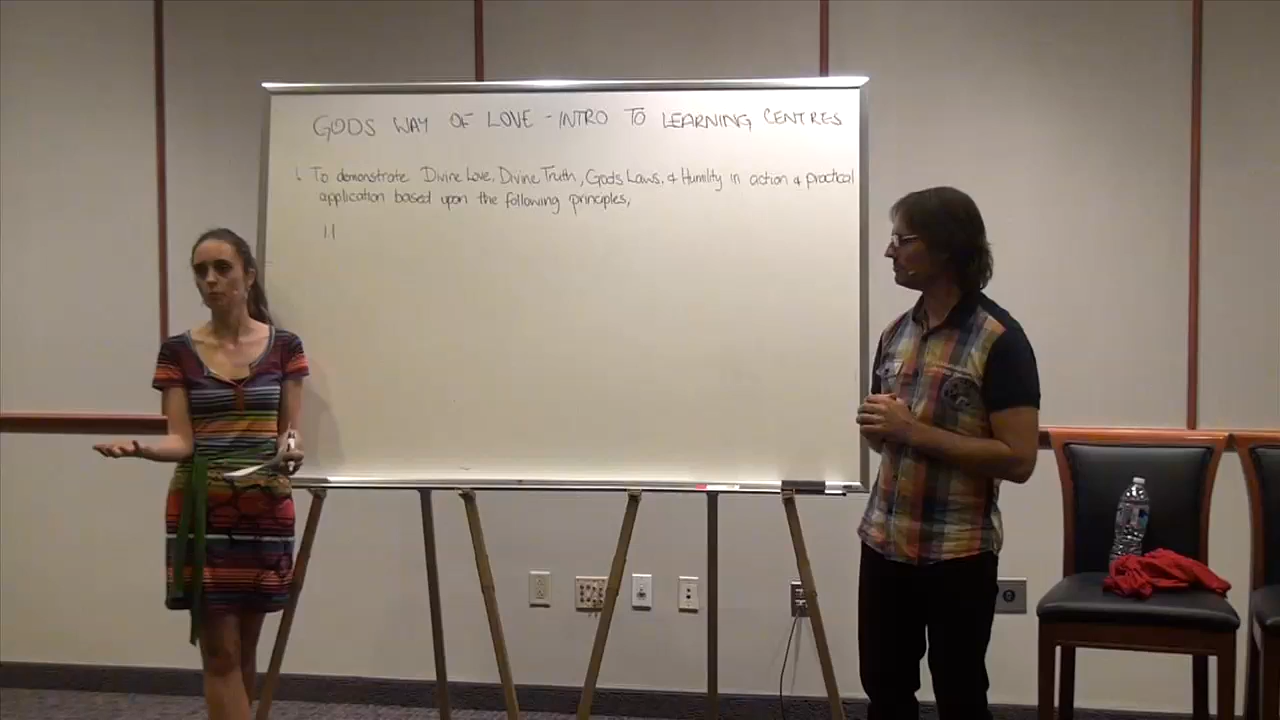 GODS WAY OF LOVE - INTRO TO LEARNING CENTRES
1. To demonstrate Divine Love, Divine Truth, Gods Laws, & Humility in action & practical
application based upon the following principles,
1.1